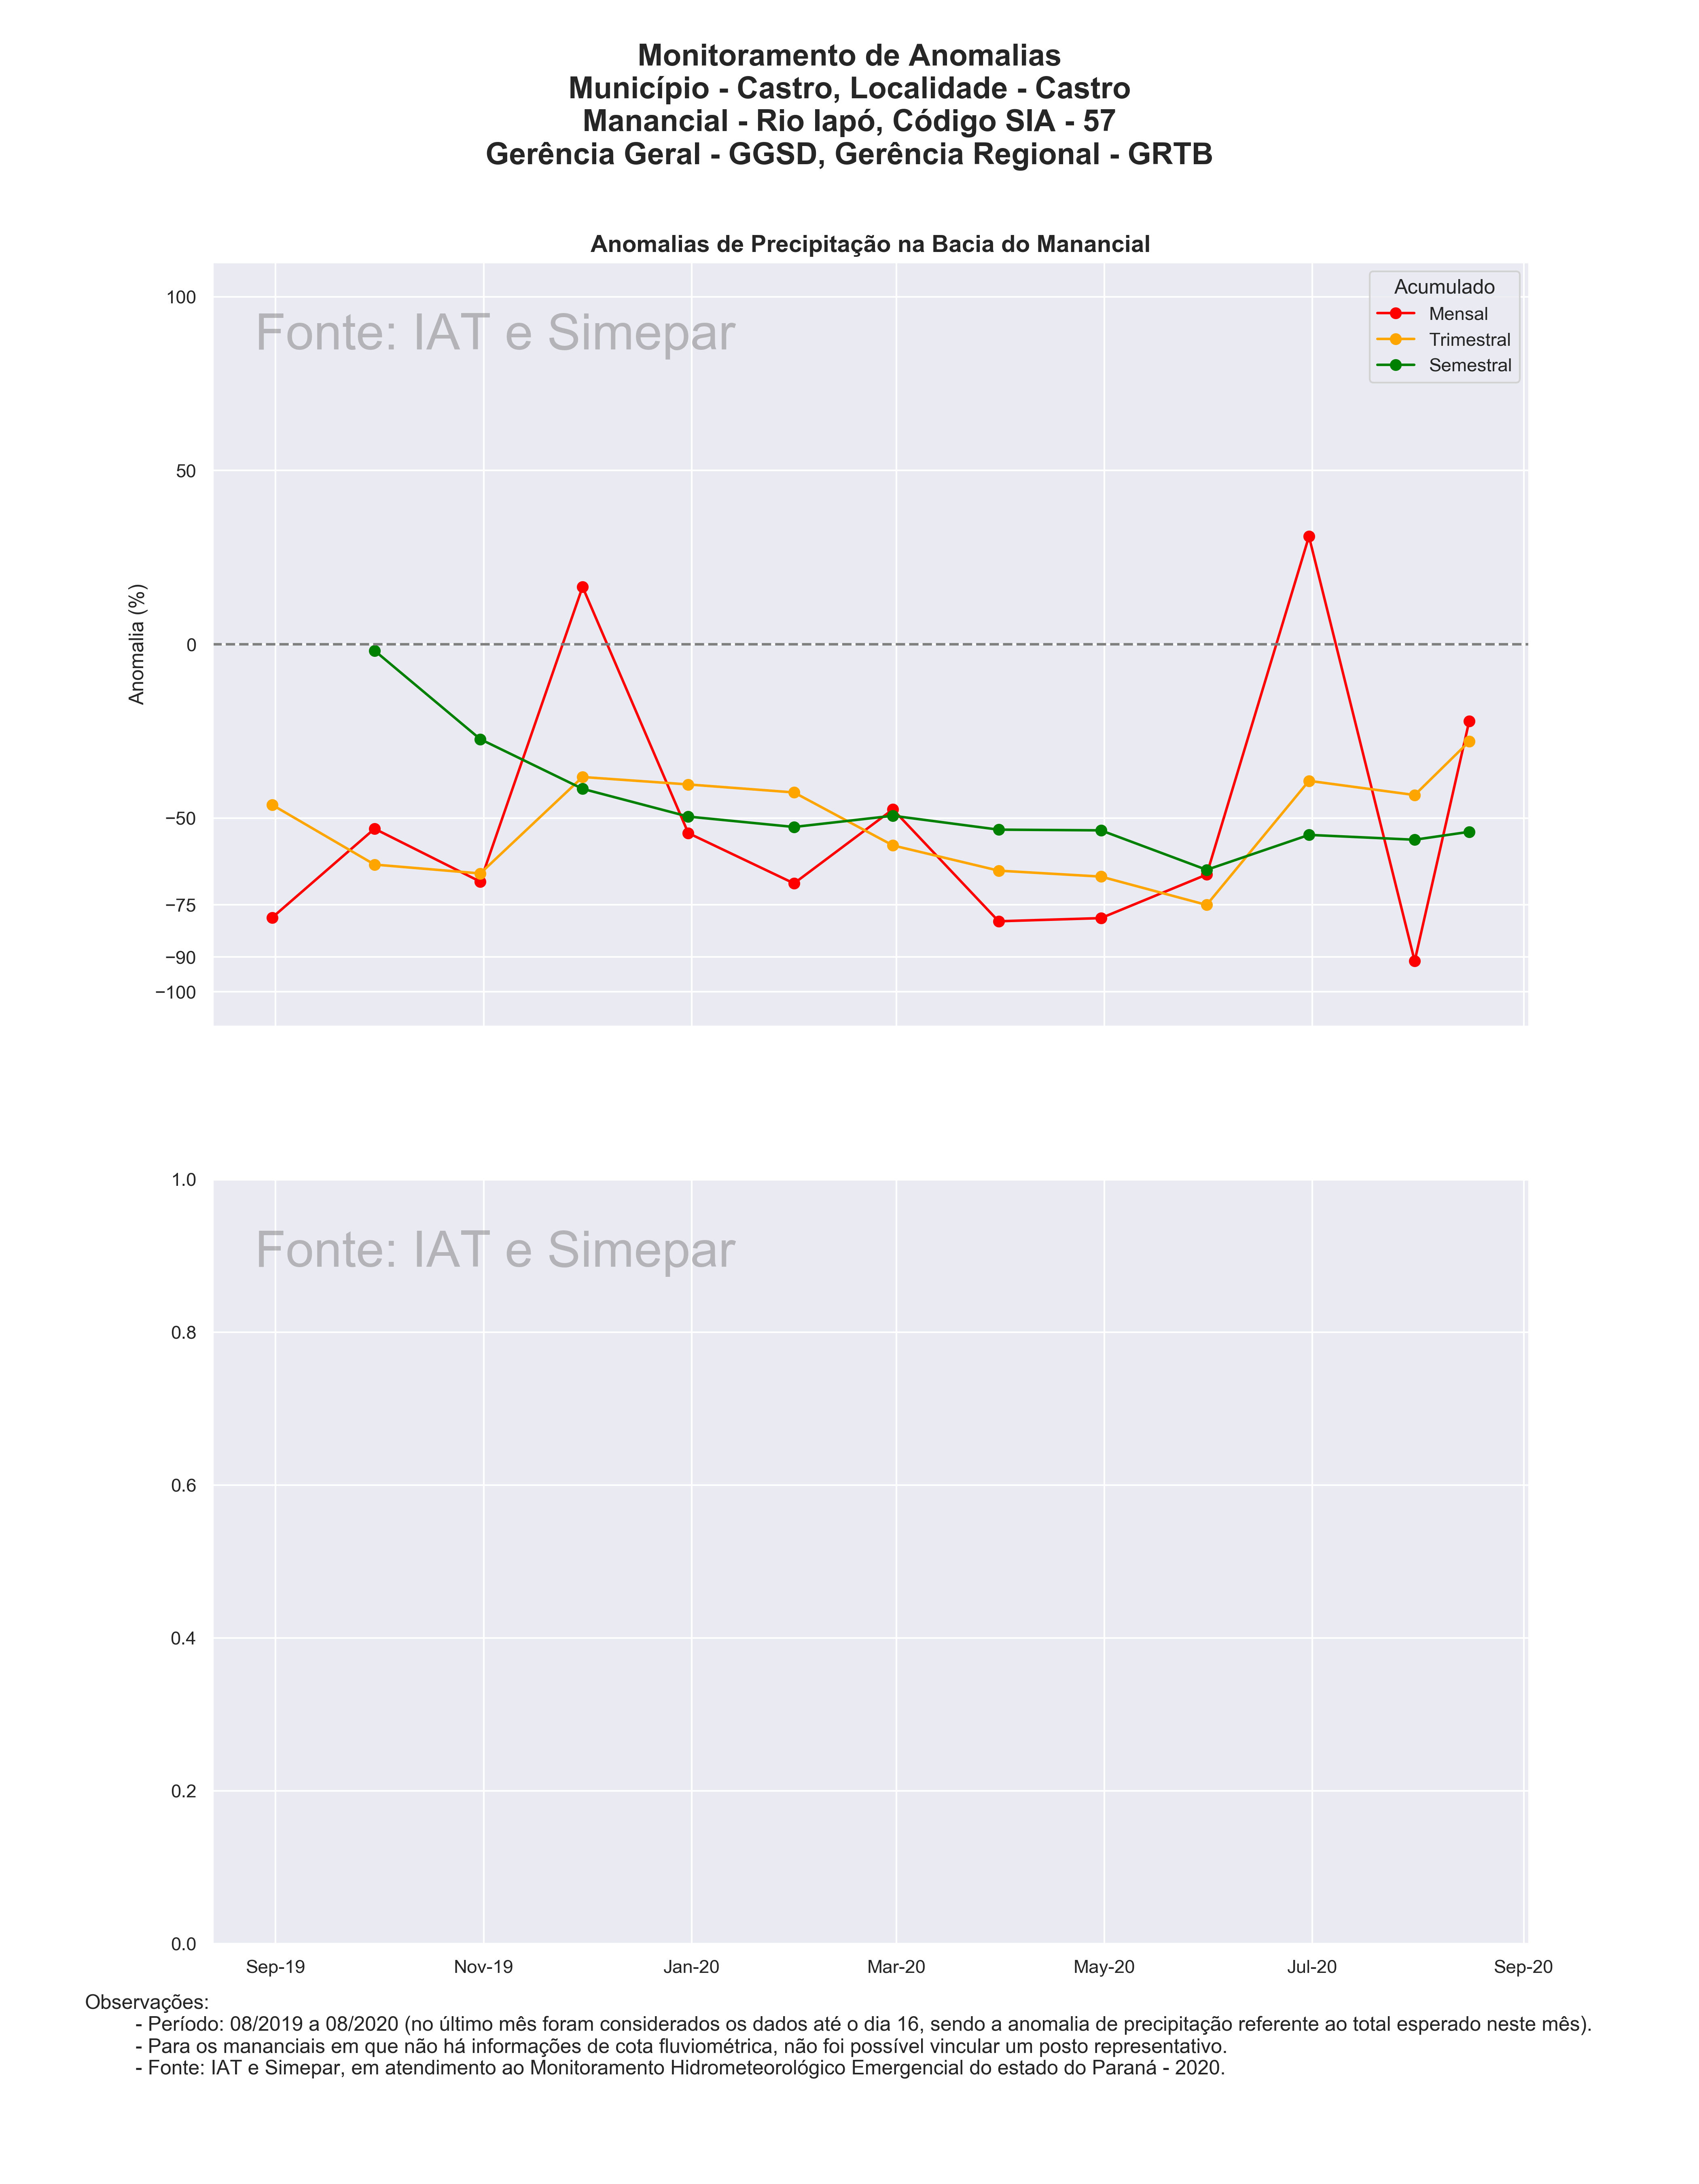 Monitoramento de Anomalias
Município - Castro, Localidade - Castro
Manancial - Rio Iapó, Código SIA - 57
Gerência Geral - GGSD, Gerência Regional - GRTB
Anomalias de Precipitação na Bacia do Manancial
Fonte: IAT e Simepar
Acumulado
Mensal
Trimestral
Semestral
Anomalia (%)
100
50
0
−50
−75
−90
−100
Fonte: IAT e Simepar
1.0
0.8
0.6
0.4
0.2
0.0
Sep-19 Nov-19 Jan-20 Mar-20 May-20 Jul-20 Sep-20
Observações:
- Período: 08/2019 a 08/2020 (no último mês foram considerados os dados até o dia 16, sendo a anomalia de precipitação referente ao total esperado neste mês).
- Para os mananciais em que não há informações de cota fluviométrica, não foi possível vincular um posto representativo.
- Fonte: IAT e Simepar, em atendimento ao Monitoramento Hidrometeorológico Emergencial do estado do Paraná - 2020.